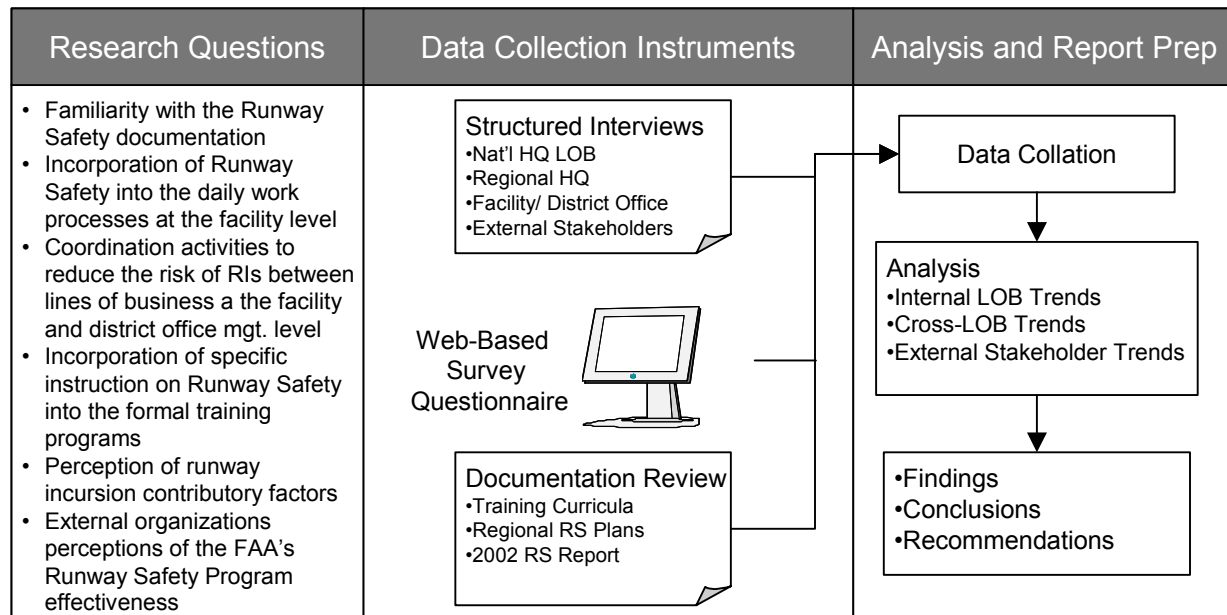 Research Questions
• Familiarity with the Runway
Safety documentation
• Incorporation of Runway
Safety into the daily work
processes at the facility level
• Coordination activities to
reduce the risk of RIs between
lines of business a the facility
and district office mgt. level
• Incorporation of specific
instruction on Runway Safety
into the formal training
programs
• Perception of runway
incursion contributory factors
• External organizations
perceptions of the FAA's
Runway Safety Program
effectiveness
Data Collection Instruments
Structured Interviews
•Nat'l HQ LOB
•Regional HQ
•Facility/ District Office
•External Stakeholders
Web-Based
Survey
Questionnaire
Documentation Review
•Training Curricula
•Regional RS Plans
•2002 RS Report
Analysis and Report Prep
Data Collation
Analysis
•Internal LOB Trends
•Cross-LOB Trends
•External Stakeholder Trends
•Findings
•Conclusions
•Recommendations